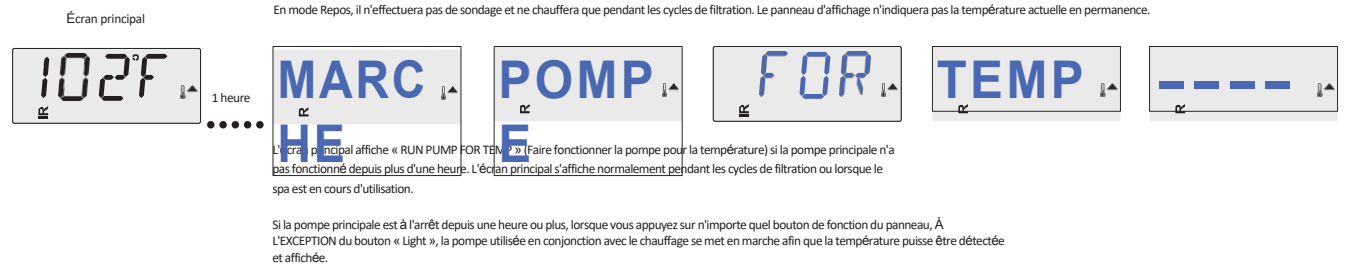 En mode Repos, il n'effectuera pas de sondage et ne chauffera que pendant les cycles de filtration. Le panneau d'affichage n'indiquera pas la température actuelle en permanence.
Écran principal
102°F
IR
1 heure
MARC
HE
R
POMP
E
R
FOR
IR
TEMP
R
----
R
L'écran principal affiche « RUN PUMP FOR TEMP » (Faire fonctionner la pompe pour la température) si la pompe principale n'a
pas fonctionné depuis plus d'une heure. L'écran principal s'affiche normalement pendant les cycles de filtration ou lorsque le
spa est en cours d'utilisation.
Si la pompe principale est à l'arrêt depuis une heure ou plus, lorsque vous appuyez sur n'importe quel bouton de fonction du panneau, À
L'EXCEPTION du bouton « Light », la pompe utilisée en conjonction avec le chauffage se met en marche afin que la température puisse être détectée
et affichée.